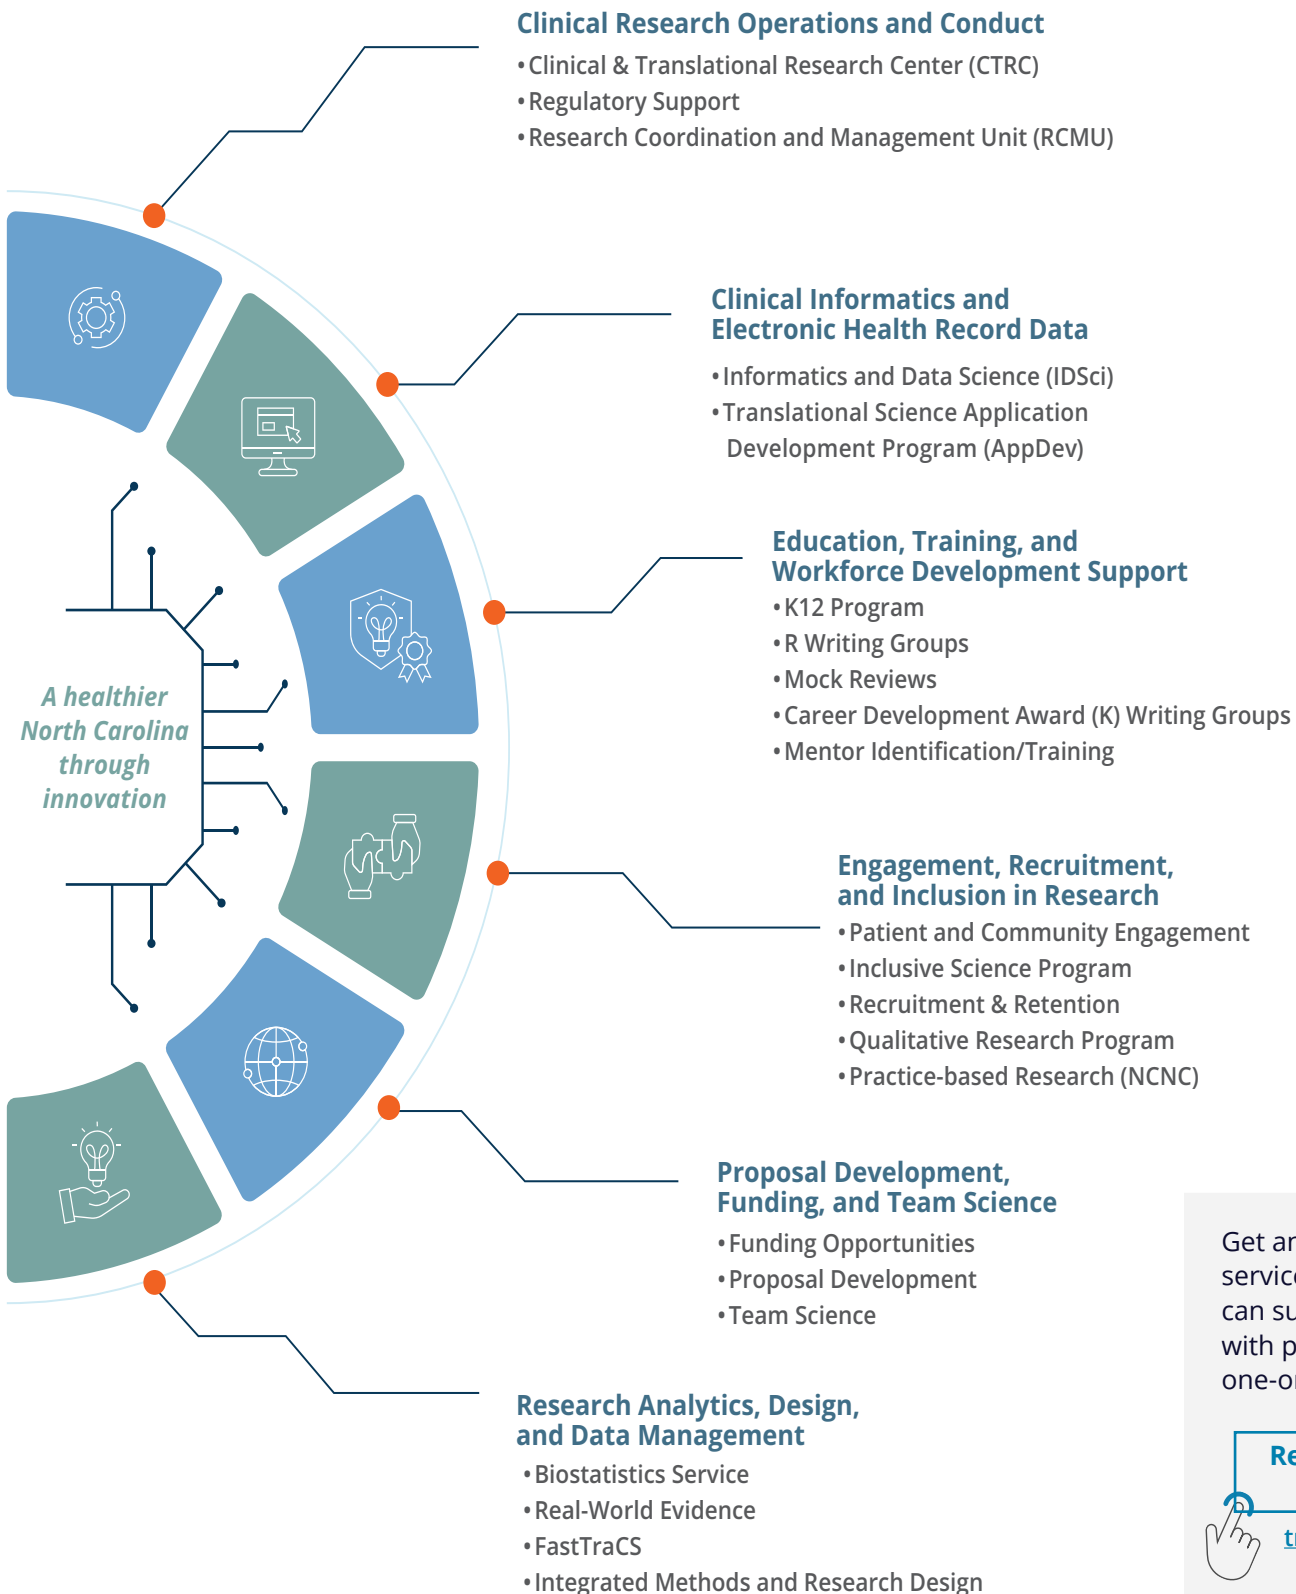 Clinical Research Operations and Conduct
•Clinical & Translational Research Center (CTRC)
•Regulatory Support
•Research Coordination and Management Unit (RCMU)
Clinical Informatics and
Electronic Health Record Data
•Informatics and Data Science (IDSci)
•Translational Science Application
Development Program (AppDev)
Education, Training, and
Workforce Development Support
•K12 Program
•R Writing Groups
•Mock Reviews
•Career Development Award (K) Writing Groups
•Mentor Identification/Training
A healthier
North Carolina
through
innovation
Engagement, Recruitment,
and Inclusion in Research
•Patient and Community Engagement
•Inclusive Science Program
•Recruitment & Retention
•Qualitative Research Program
•Practice-based Research (NCNC)
Proposal Development,
Funding, and Team Science
•Funding Opportunities
•Proposal Development
•Team Science
Research Analytics, Design,
and Data Management
•Biostatistics Service
•Real-World Evidence
•FastTraCS
•Integrated Methods and Research Design
Get
can
with